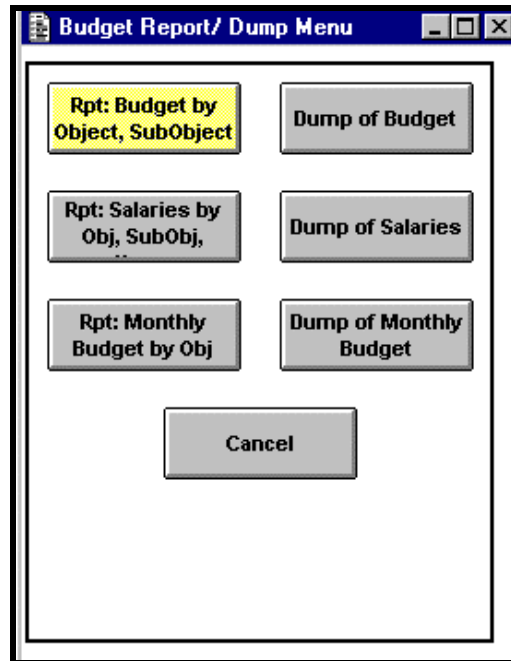 Budget Report/ Dump Menu
Rpt: Budget by
Object, SubObject
Dump of Budget
Rpt: Salaries by
Obj, SubObj,
Dump of Salaries
Rpt: Monthly
Budget by Obj
Dump of Monthly
Budget
Cancel